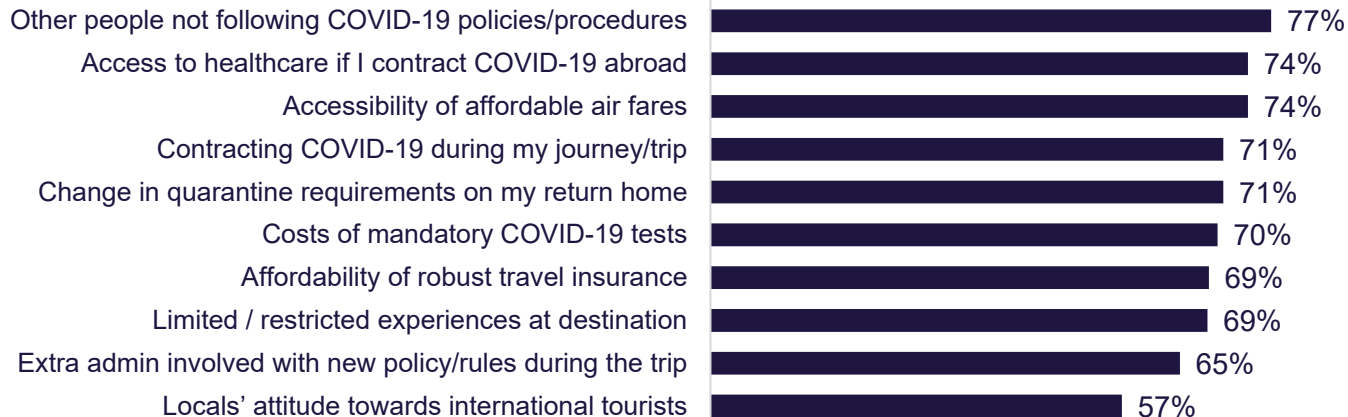 Other people not following COVID-19 policies/procedures 77%
Access to healthcare if I contract COVID-19 abroad 74%
Accessibility of affordable air fares 74%
Contracting COVID-19 during my journey/trip 71%
Change in quarantine requirements on my return home 71%
Costs of mandatory COVID-19 tests 70%
Affordability of robust travel insurance 69%
Limited / restricted experiences at destination 69%
Extra admin involved with new policy/rules during the trip 65%
Locals’ attitude towards international tourists 57%